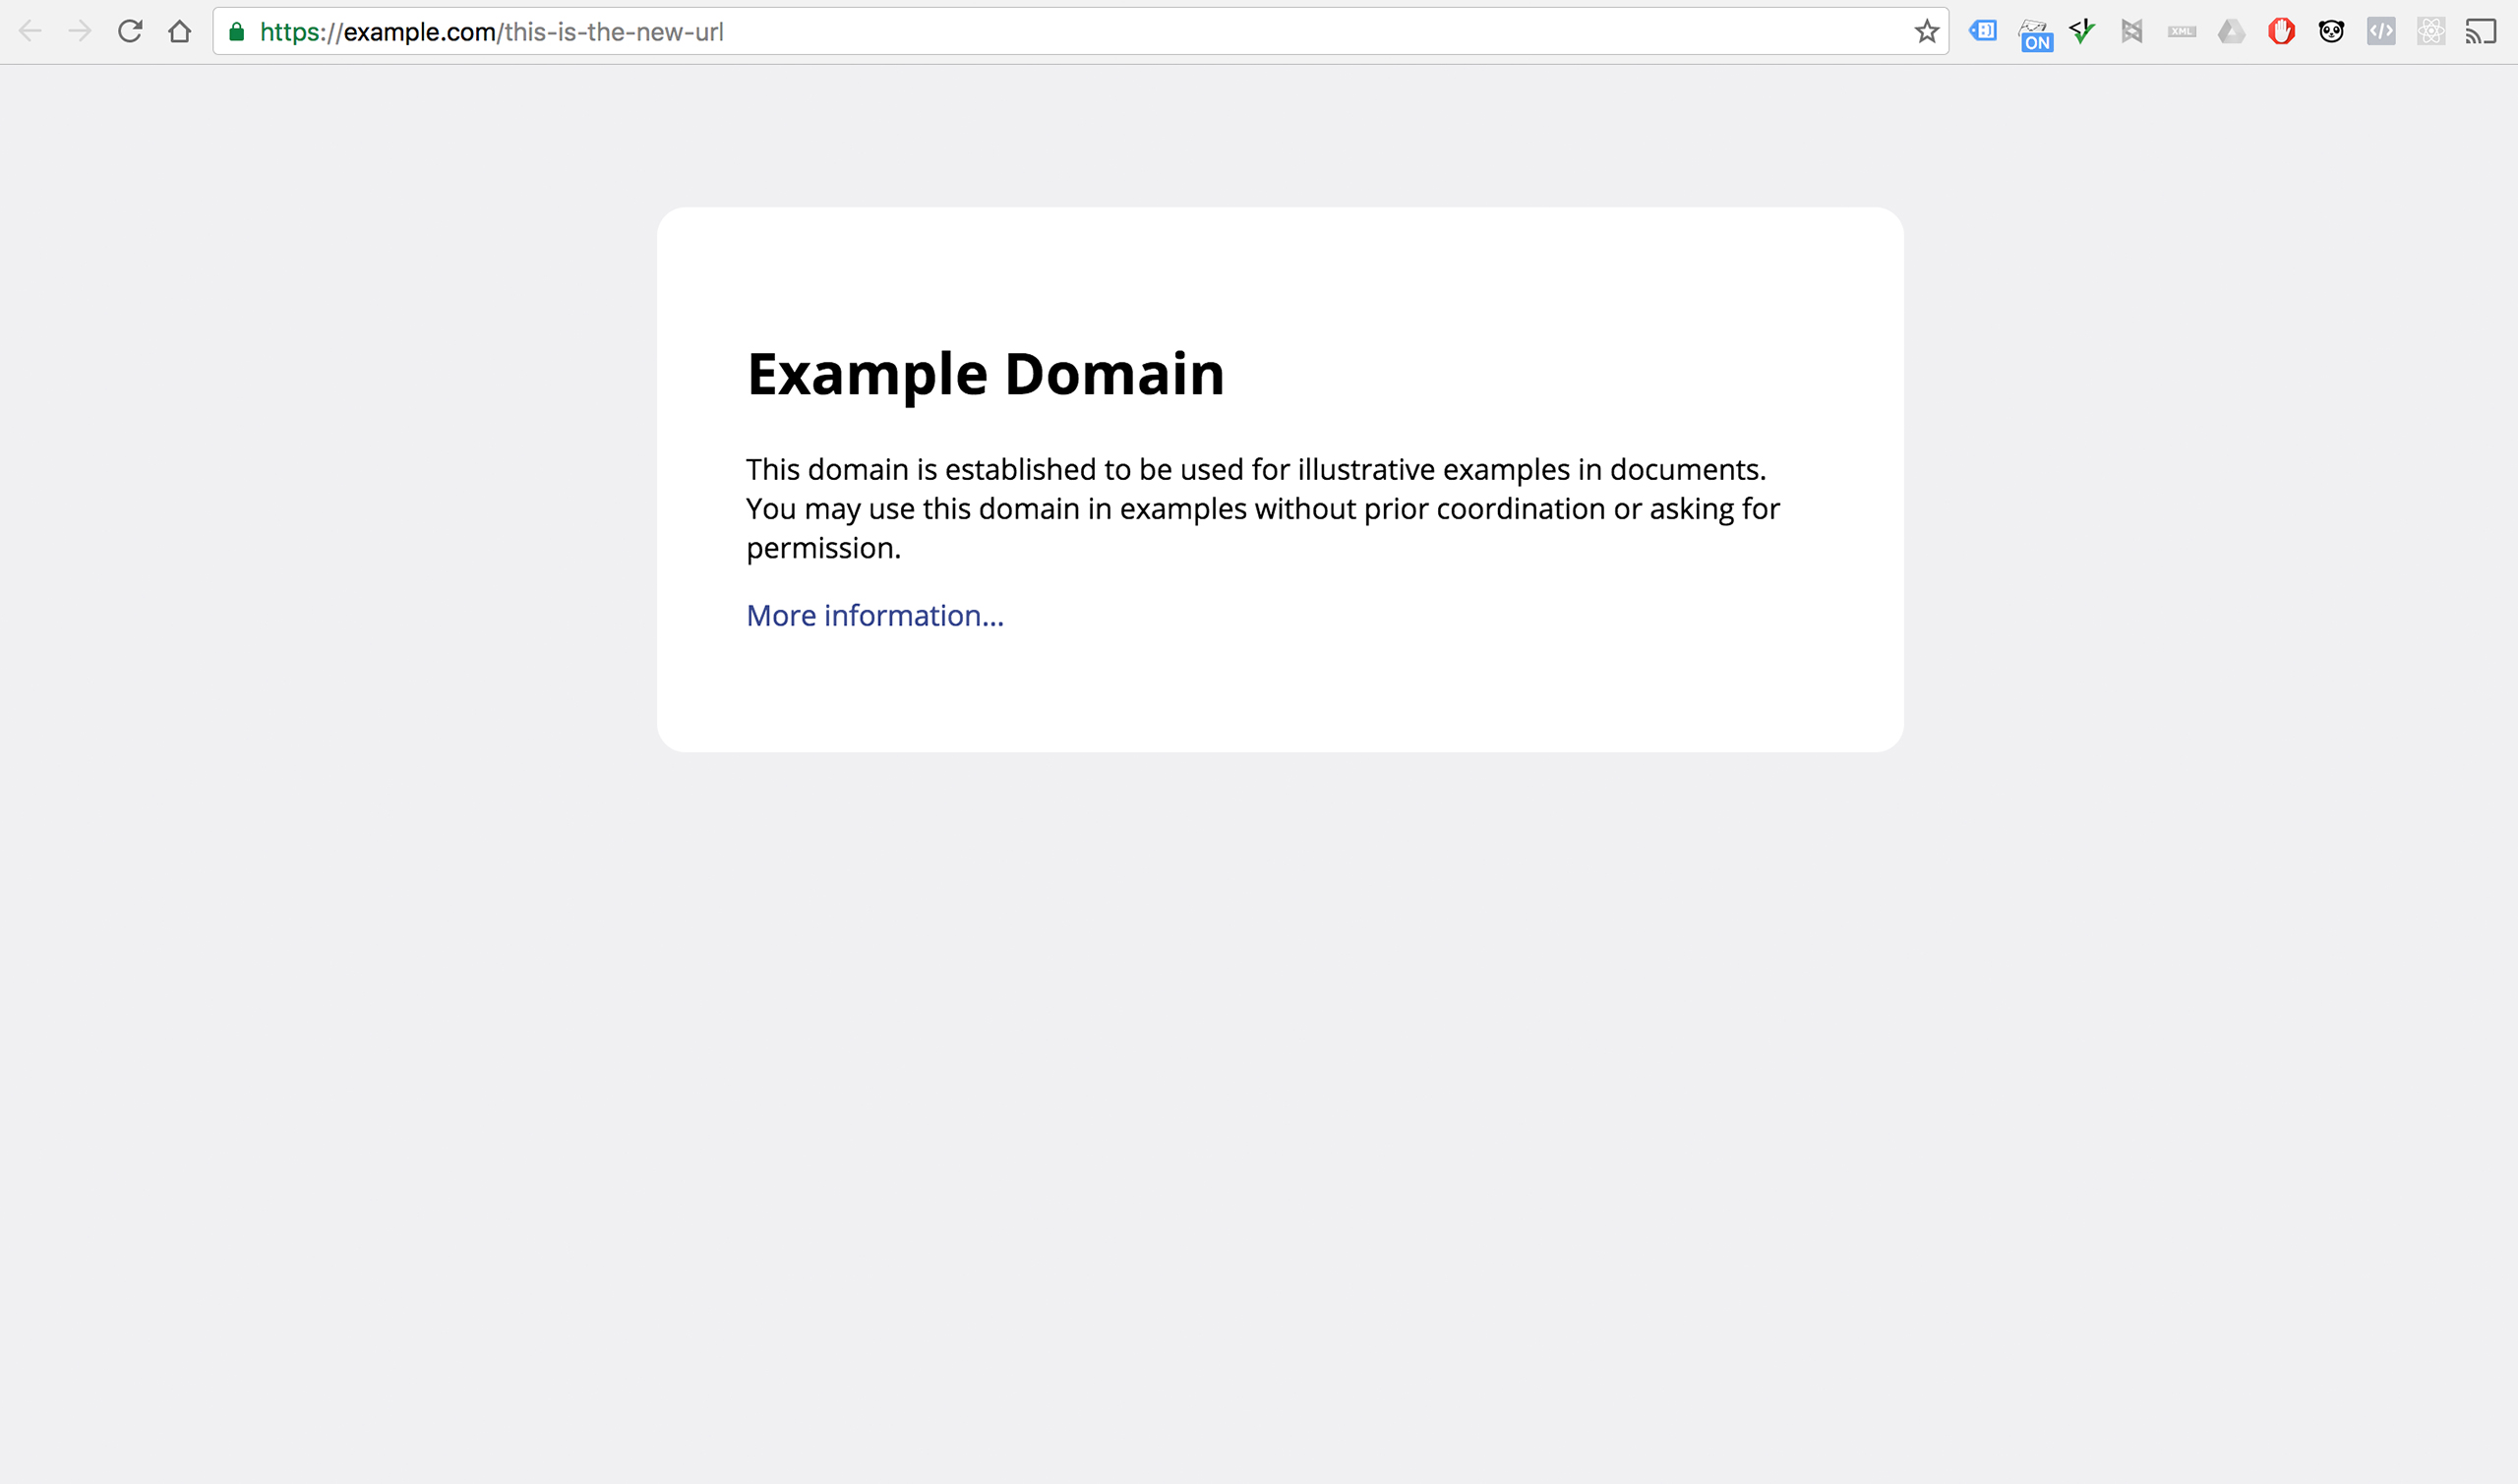 https://example.com/this-is-the-new-url
ON
XML
Example Domain
This domain is established to be used for illustrative examples in documents.
You may use this domain in examples without prior coordination or asking for
permission.
More information...